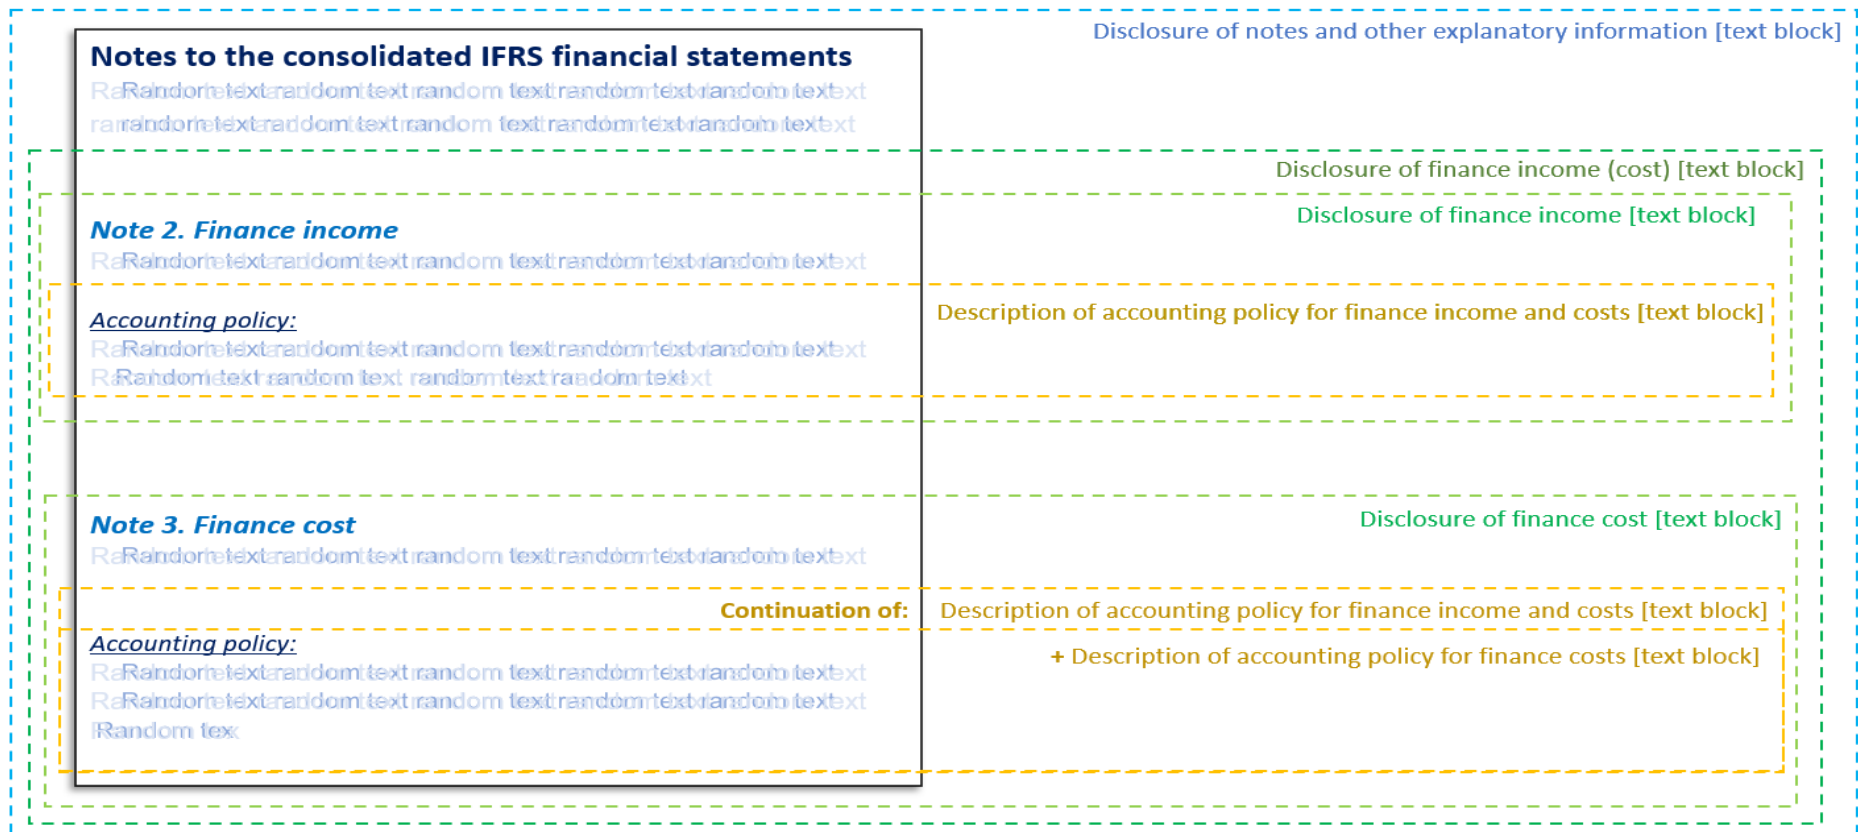 Disclosure of notes and other explanatory information [text block]
Notes to the consolidated IFRS financial statements
Random text random text random text random text random text
random text random text random text random text random text
Disclosure of finance income (cost) [text block]
Disclosure of finance income [text block]
Note 2. Finance income
Random text random text random text random text random text
Description of accounting policy for finance income and costs [text block]
Accounting policy:
Random text random text random text random text random text
Random text random text random text random text
Disclosure of finance cost [text block]
Note 3. Finance cost
Random text random text random text random text random text
Continuation of: Description of accounting policy for finance income and costs [text block]
Accounting policy:
+ Description of accounting policy for finance costs [text block]
Random text random text random text random text random text
Random text random text random text random text random text
Random tex